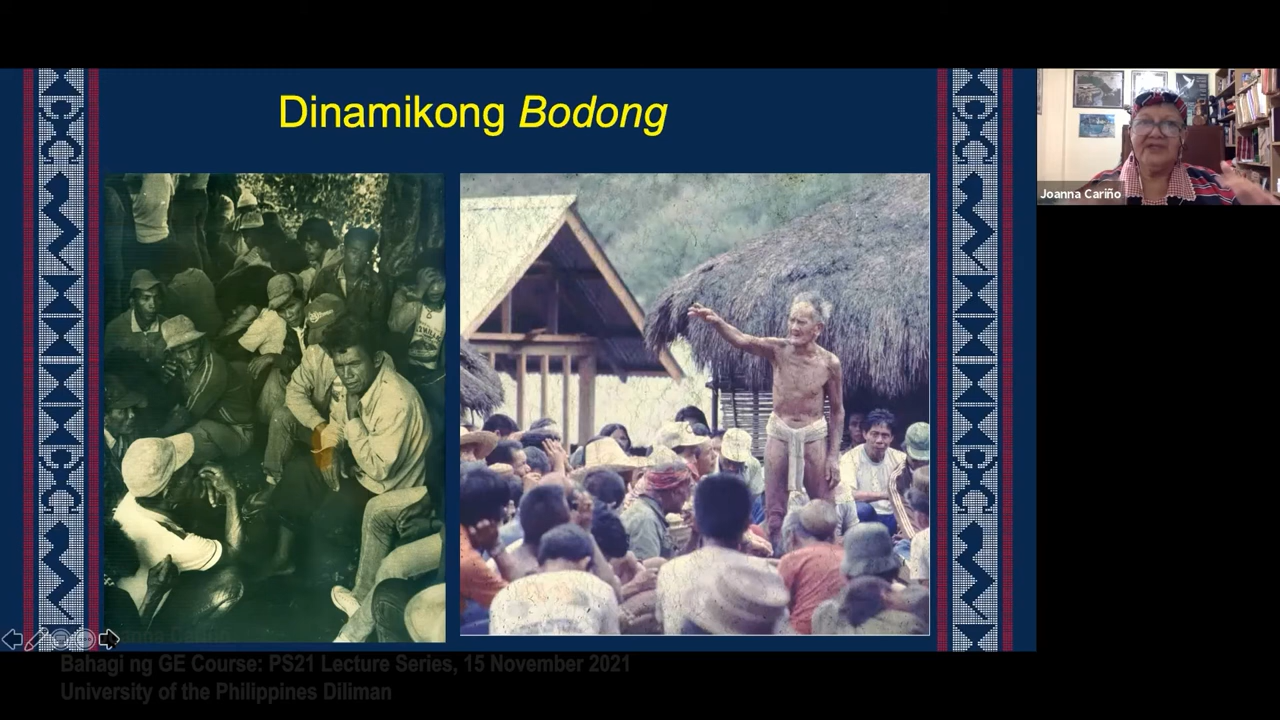 Dinamikong Bodong
Joanna Cariño
Bahagi ng GE Course: PS21 Lecture Series, 15 November 2021
University of the Philippines Diliman